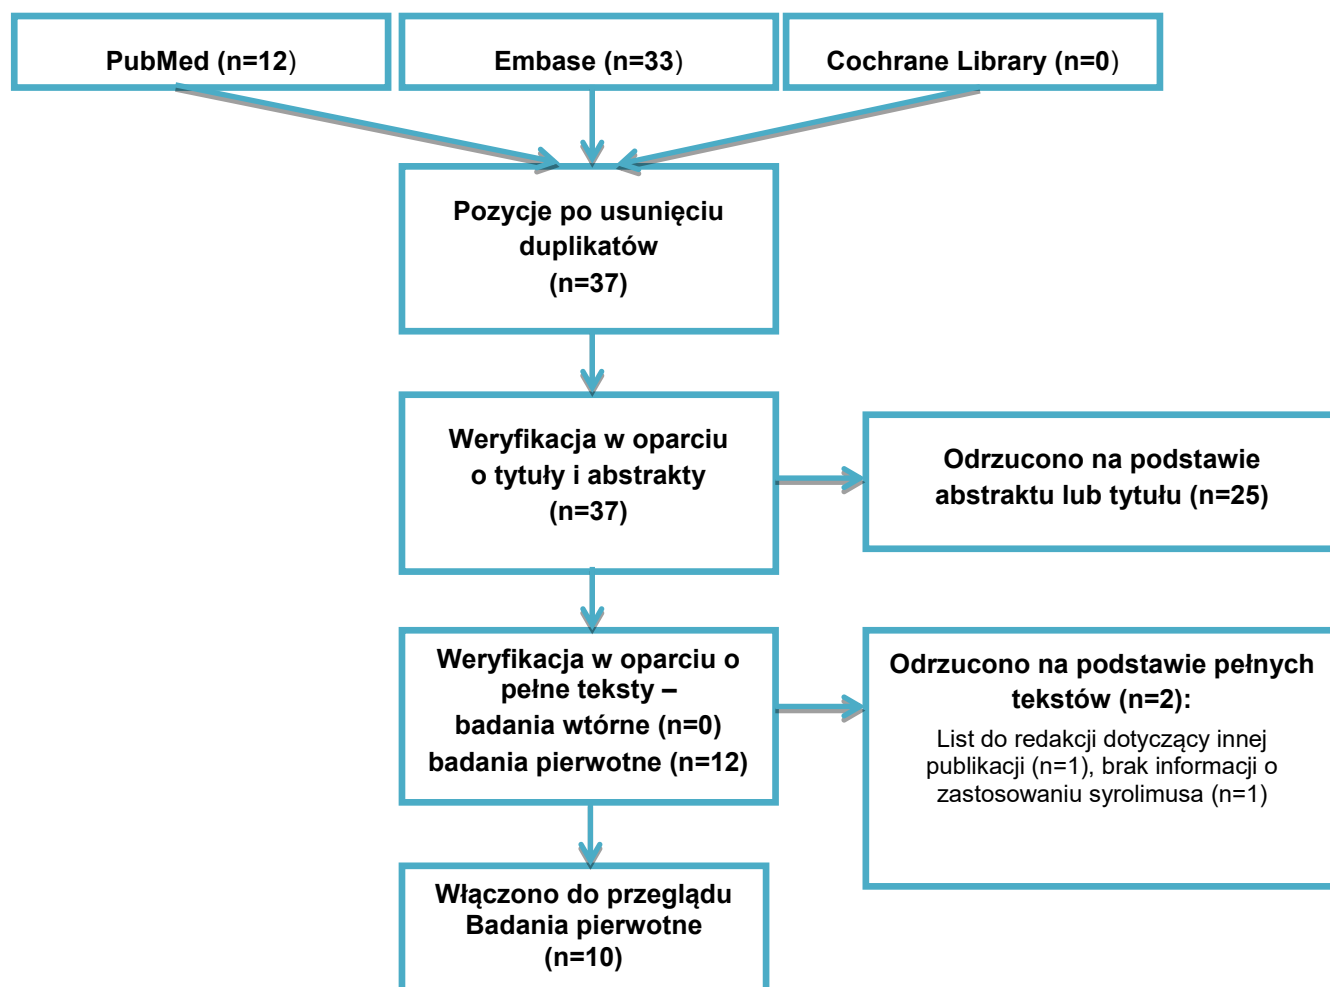 PubMed (n=12)
Embase (n=33)
Cochrane Library (n=0)
Pozycje po usunięciu
duplikatów
(n=37)
Weryfikacja w oparciu
o tytuły i abstrakty
(n=37)
Odrzucono na podstawie
abstraktu lub tytułu (n=25)
Weryfikacja w oparciu o
pełne teksty –
badania wtórne (n=0)
badania pierwotne (n=12)
Odrzucono na podstawie pełnych
tekstów (n=2):
List do redakcji dotyczący innej
publikacji (n=1), brak informacji o
zastosowaniu syrolimusa (n=1)
Włączono do przeglądu
Badania pierwotne
(n=10)